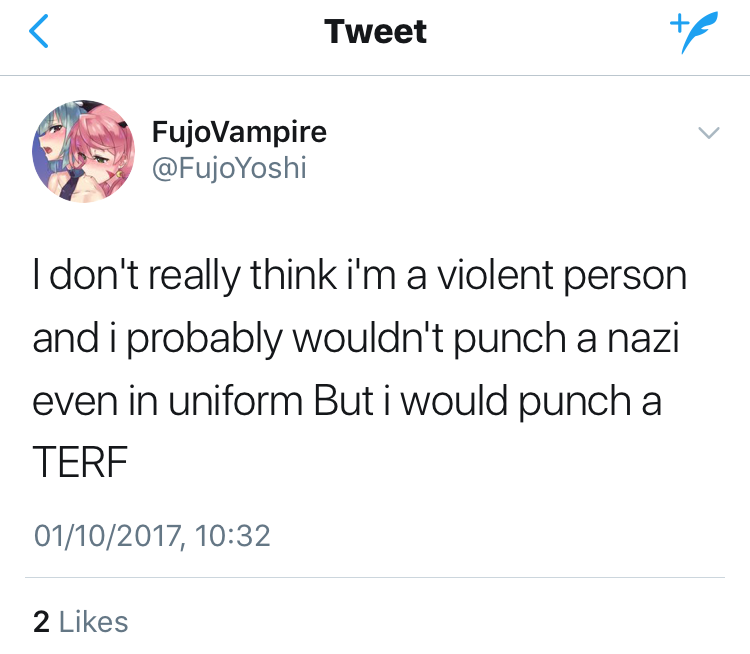 Tweet
FujoVampire
@FujoYoshi
I don't really think i'm a violent person
and i probably wouldn't punch a nazi
even in uniform But i would punch a
TERF
01/10/2017, 10:32
2 Likes